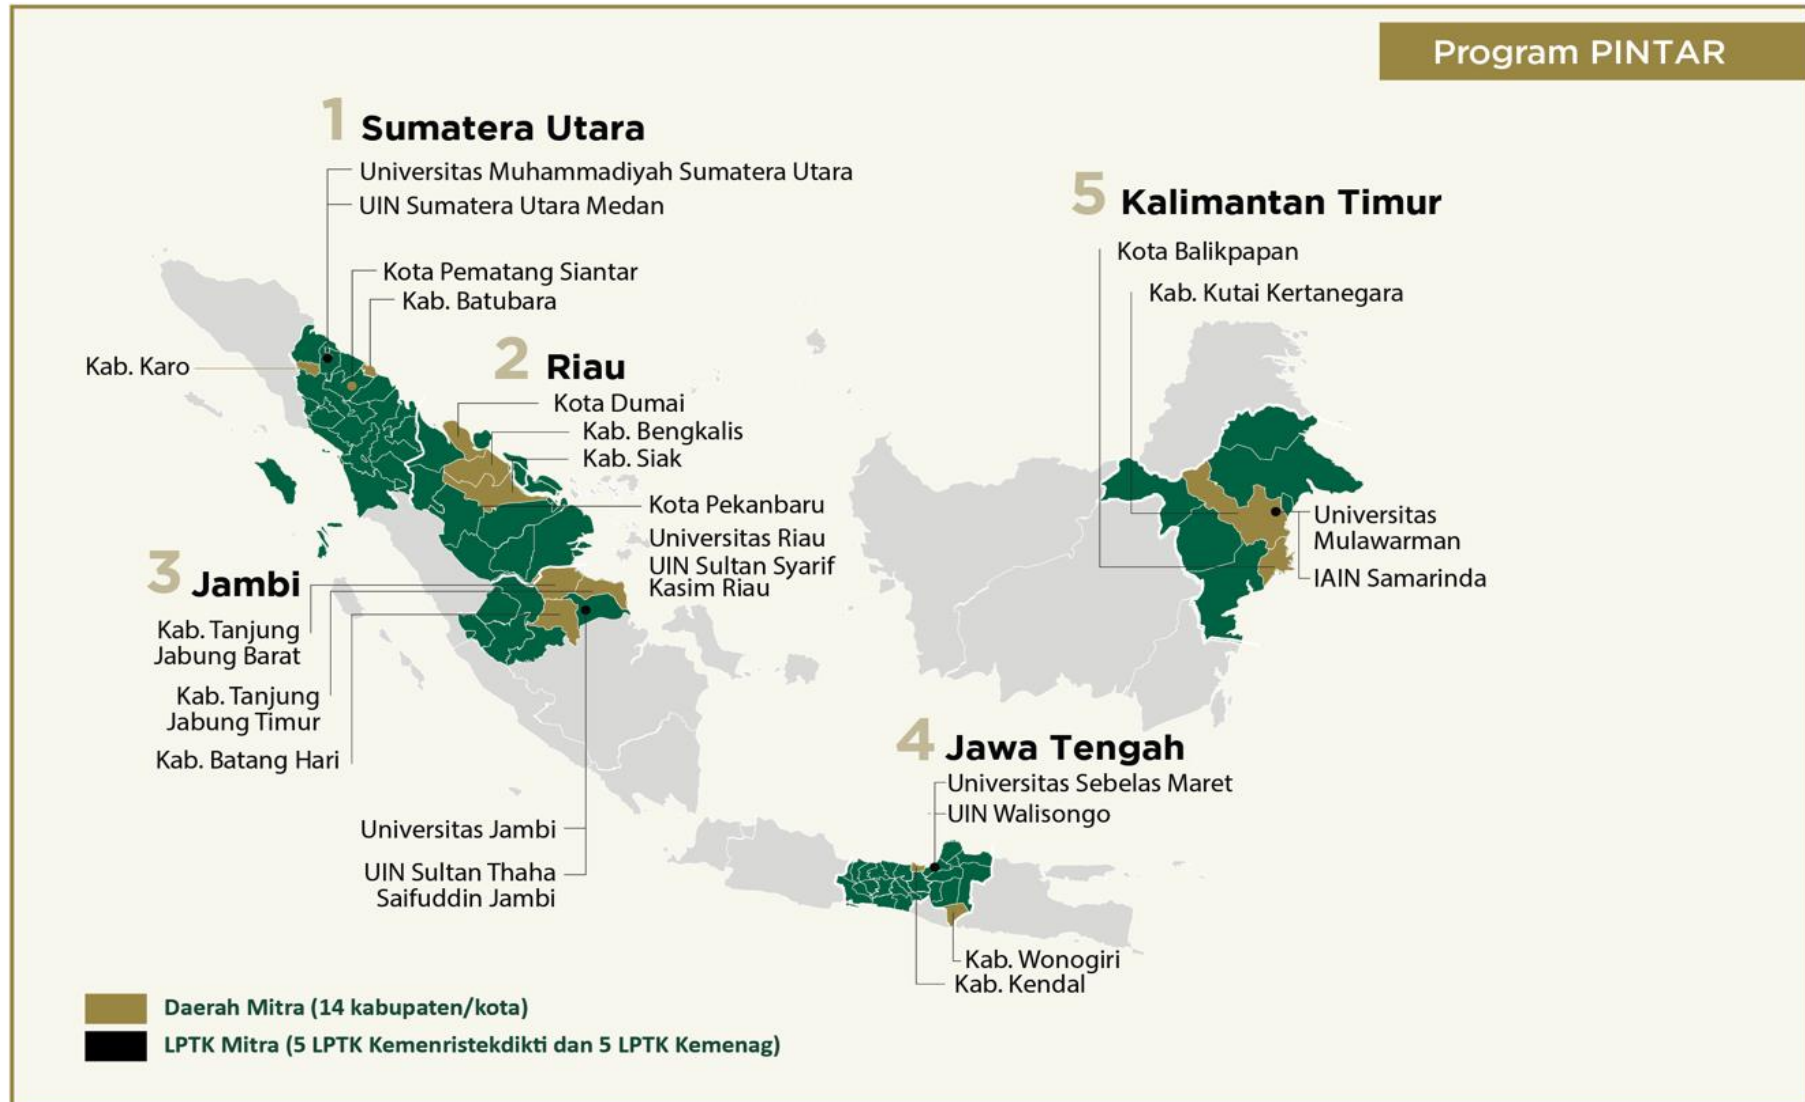 Program PINTAR
1 Sumatera Utara
Universitas Muhammadiyah Sumatera Utara
UIN Sumatera Utara Medan
Kota Pematang Siantar
Kab. Batubara
Kab. Karo
2 Riau
Kota Dumai
Kab. Bengkalis
Kab. Siak
Kota Pekanbaru
Universitas Riau
UIN Sultan Syarif
Kasim Riau
3 Jambi
Kab. Tanjung
Jabung Barat
Kab. Tanjung
Jabung Timur
Kab. Batang Hari
Universitas Jambi
UIN Sultan Thaha
Saifuddin Jambi
4 Jawa Tengah
Universitas Sebelas Maret
UIN Walisongo
Kab. Wonogiri
Kab. Kendal
5 Kalimantan Timur
Kota Balikpapan
Kab. Kutai Kertanegara
Universitas
Mulawarman
IAIN Samarinda
Daerah Mitra (14 kabupaten/kota)
LPTK Mitra (5 LPTK Kemenristekdikti dan 5 LPTK Kemenag)